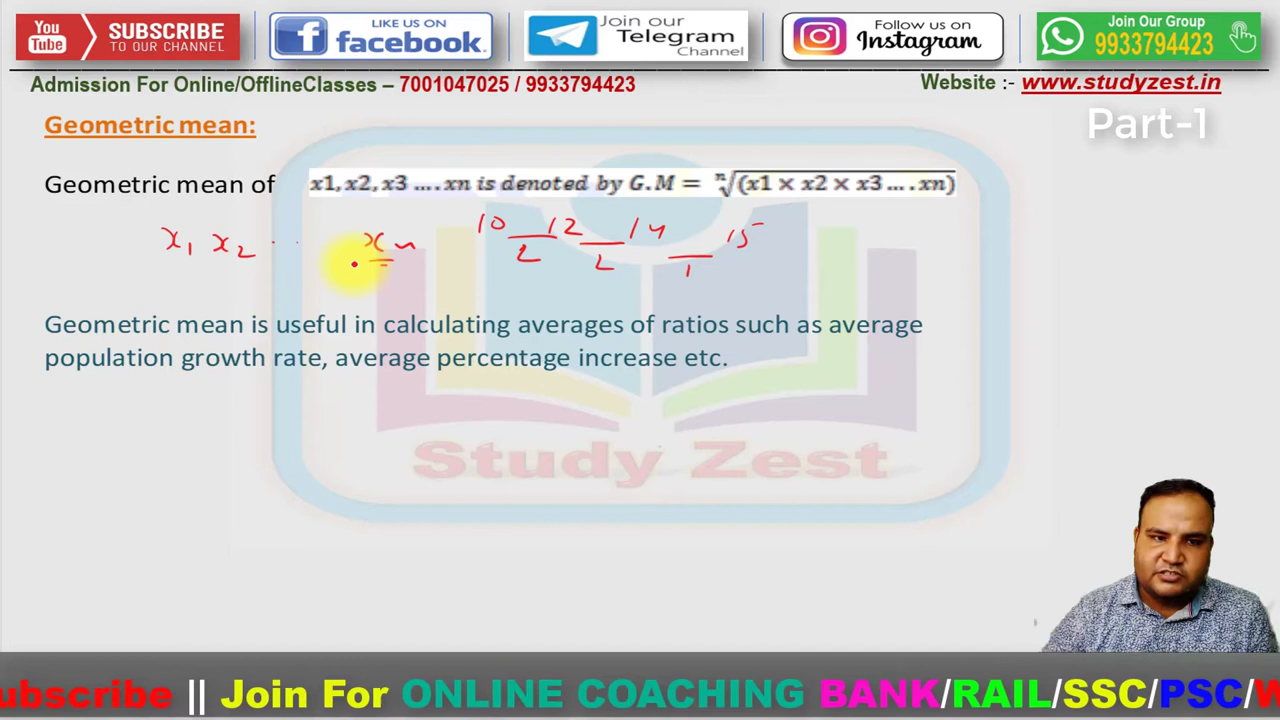 You Tube SUBSCRIBE TO OUR CHANNEL
LIKE US ON facebook.
Join our Telegram Channel
Follow us on Instagram
Join Our Group 9933794423
Admission For Online/OfflineClasses – 7001047025 / 9933794423
Website :- www.studyzest.in
Geometric mean:
Part-1
Geometric mean of x1, x2, x3 .... xn is denoted by G.M = ⁿ√(x1 × x2 × x3 .... xn)
x₁ x₂ .. xₙ 10 12 14 15
2 2 1
Geometric mean is useful in calculating averages of ratios such as average
population growth rate, average percentage increase etc.
Study Zest
ubscribe || Join For ONLINE COACHING BANK/RAIL/SSC/PSC/W